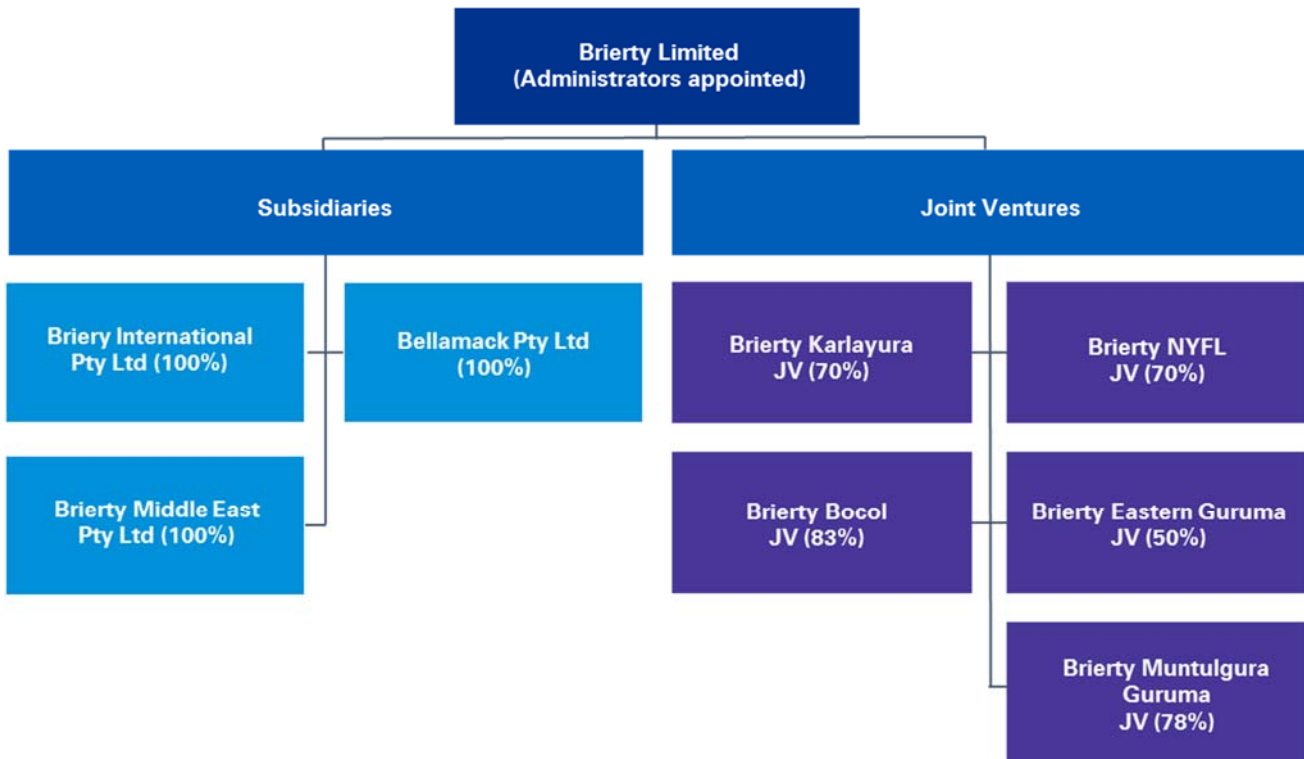 Brierty Limited
(Administrators appointed)
Subsidiaries
Joint Ventures
Briery International
Pty Ltd (100%)
Bellamack Pty Ltd
(100%)
Brierty Middle East
Pty Ltd (100%)
Brierty Karlayura
JV (70%)
Brierty NYFL
JV (70%)
Brierty Bocol
JV (83%)
Brierty Eastern Guruma
JV (50%)
Brierty Muntulgura
Guruma
JV (78%)